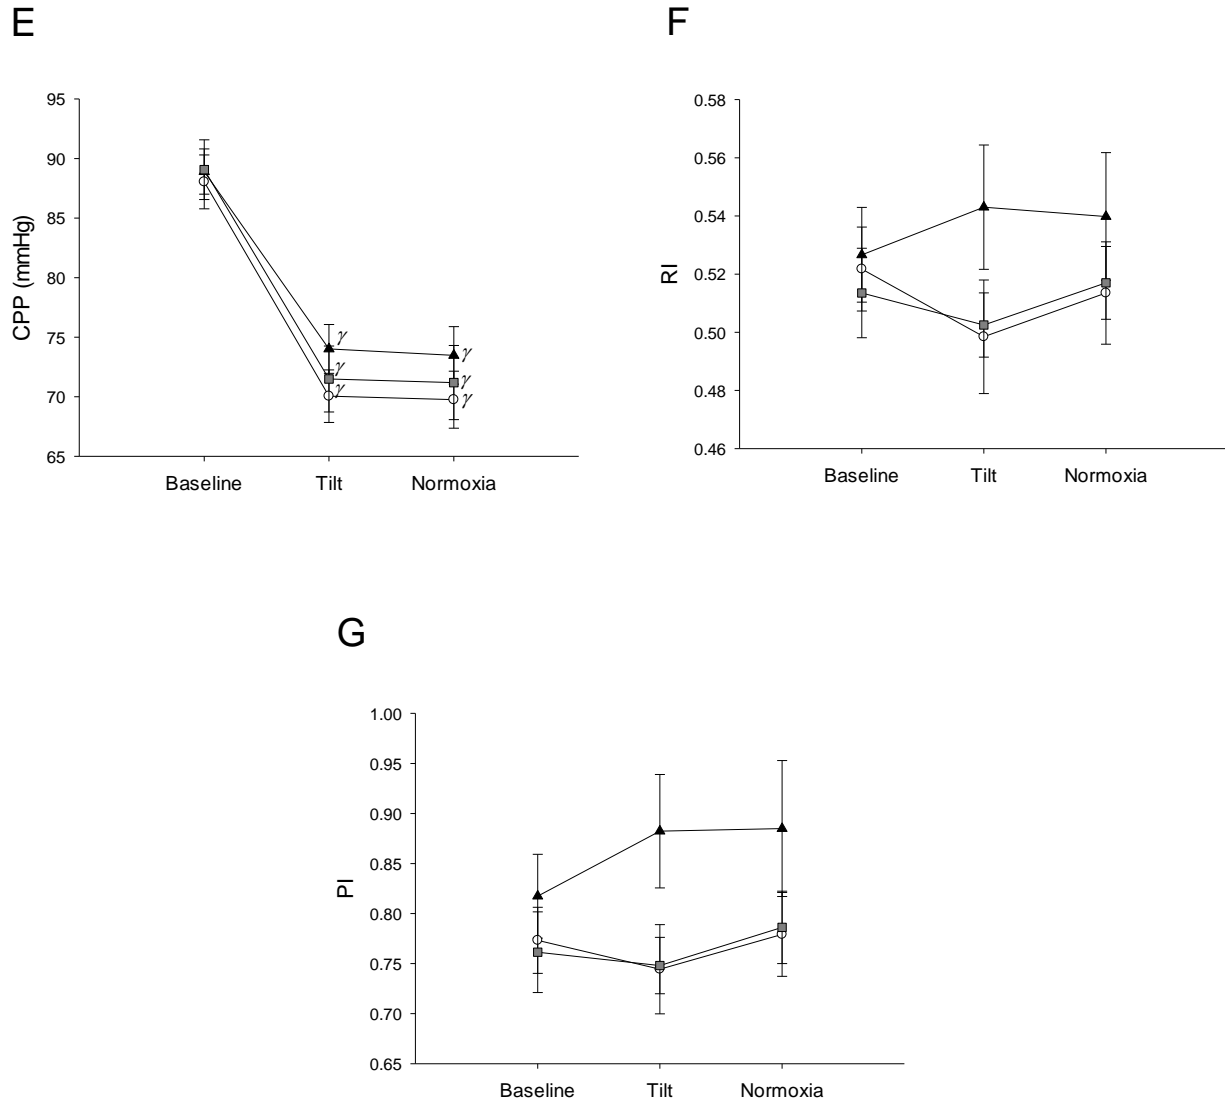 E
F
95
90
85
80
75
70
65
CPP (mmHg)
γ
γ
γ
γ
γ
γ
Baseline Tilt Normoxia
0.58
0.56
0.54
0.52
0.50
0.48
0.46
RI
Baseline Tilt Normoxia
G
1.00
0.95
0.90
0.85
0.80
0.75
0.70
0.65
PI
Baseline Tilt Normoxia